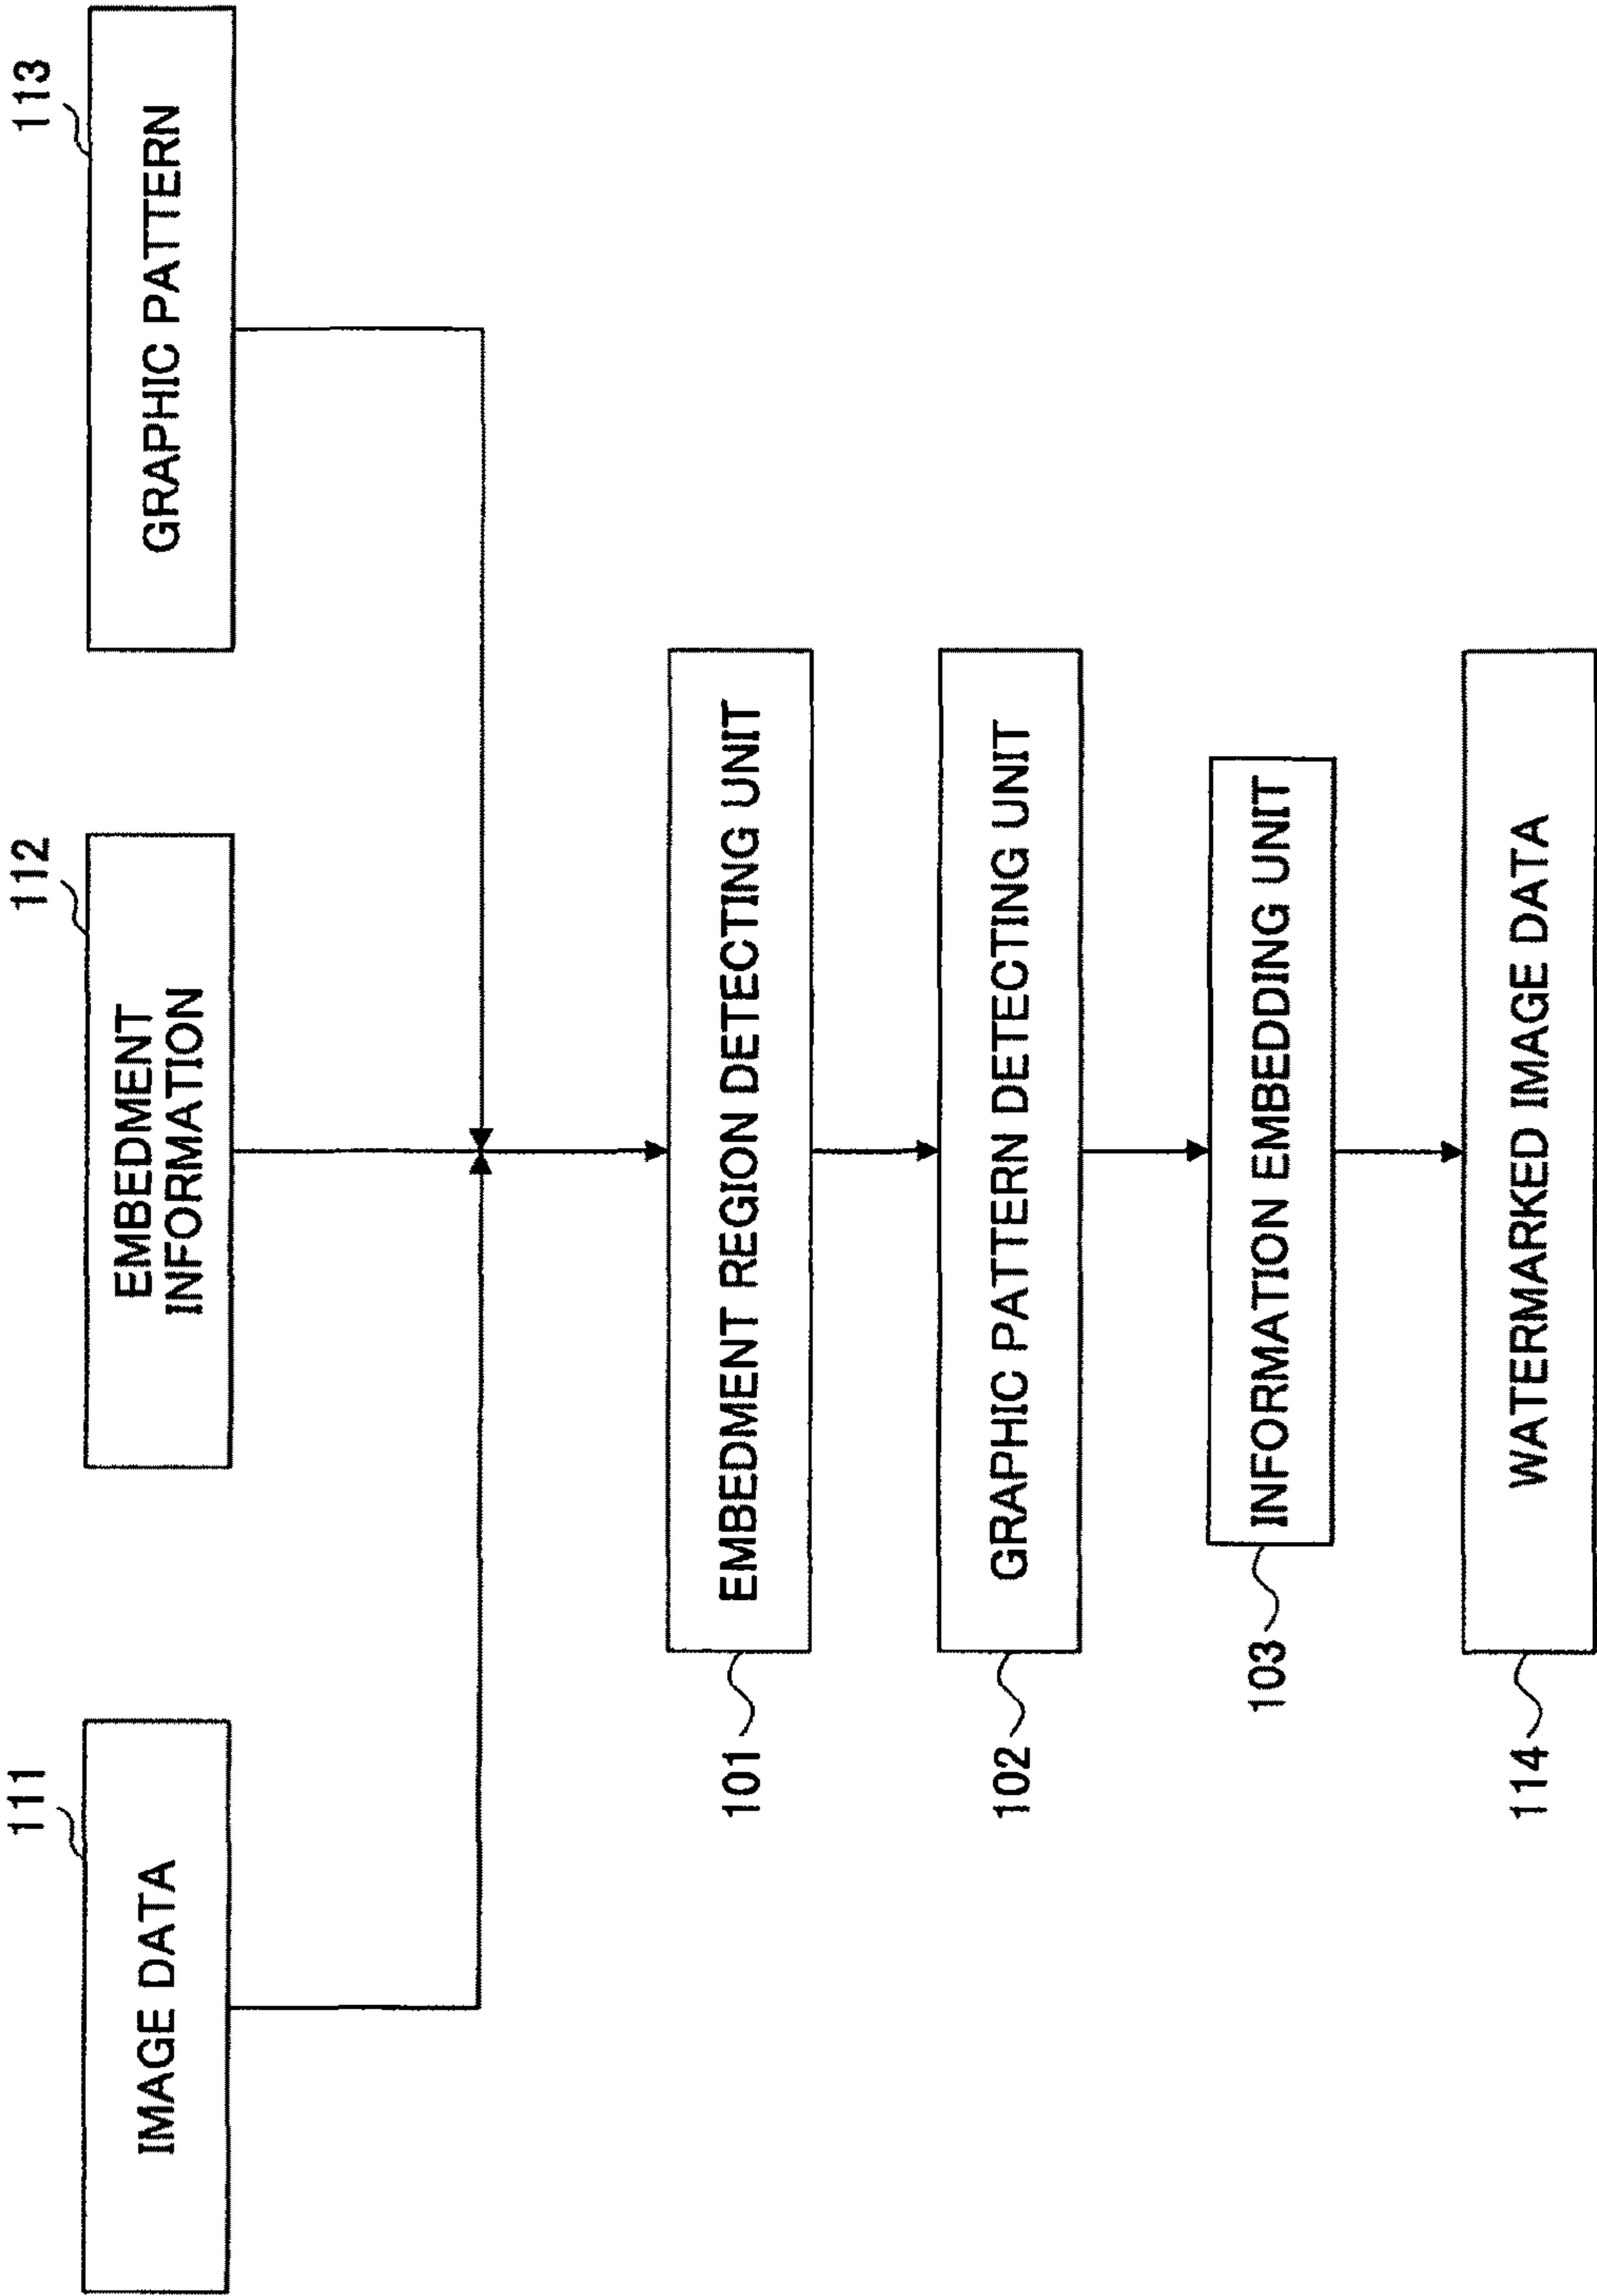 111
IMAGE DATA
112
EMBEDMENT
INFORMATION
113
GRAPHIC PATTERN
101
EMBEDMENT REGION DETECTING UNIT
102
GRAPHIC PATTERN DETECTING UNIT
103
INFORMATION EMBEDDING UNIT
114
WATERMARKED IMAGE DATA